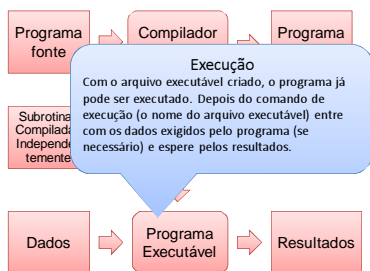 Programa
fonte
Compilador
Programa
Execução
Com o arquivo executável criado, o programa já
pode ser executado. Depois do comando de
execução (o nome do arquivo executável) entre
com os dados exigidos pelo programa (se
necessário) e espere pelos resultados.
Subrotina
Compilada
Independe
temente
Dados
Programa
Executável
Resultados